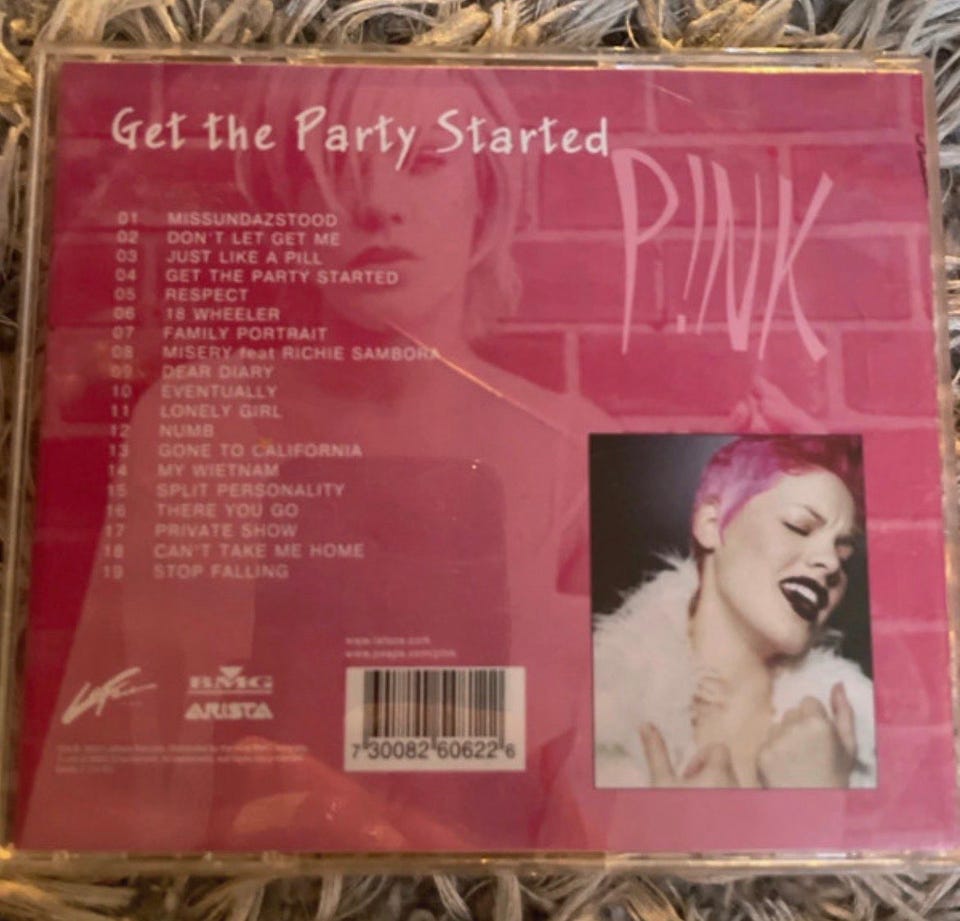 Get the Party Started
P!NK
01 MISSUNDAZSTOOD
02 DON'T LET GET ME
03 JUST LIKE A PILL
04 GET THE PARTY STARTED
05 RESPECT
06 18 WHEELER
07 FAMILY PORTRAIT
08 MISERY feat RICHIE SAMBORA
09 DEAR DIARY
10 EVENTUALLY
11 LONELY GIRL
12 NUMB
13 GONE TO CALIFORNIA
14 MY WIETNAM
15 SPLIT PERSONALITY
16 THERE YOU GO
17 PRIVATE SHOW
18 CAN'T TAKE ME HOME
19 STOP FALLING
BMG
ARISTA
7 30082 60622 6